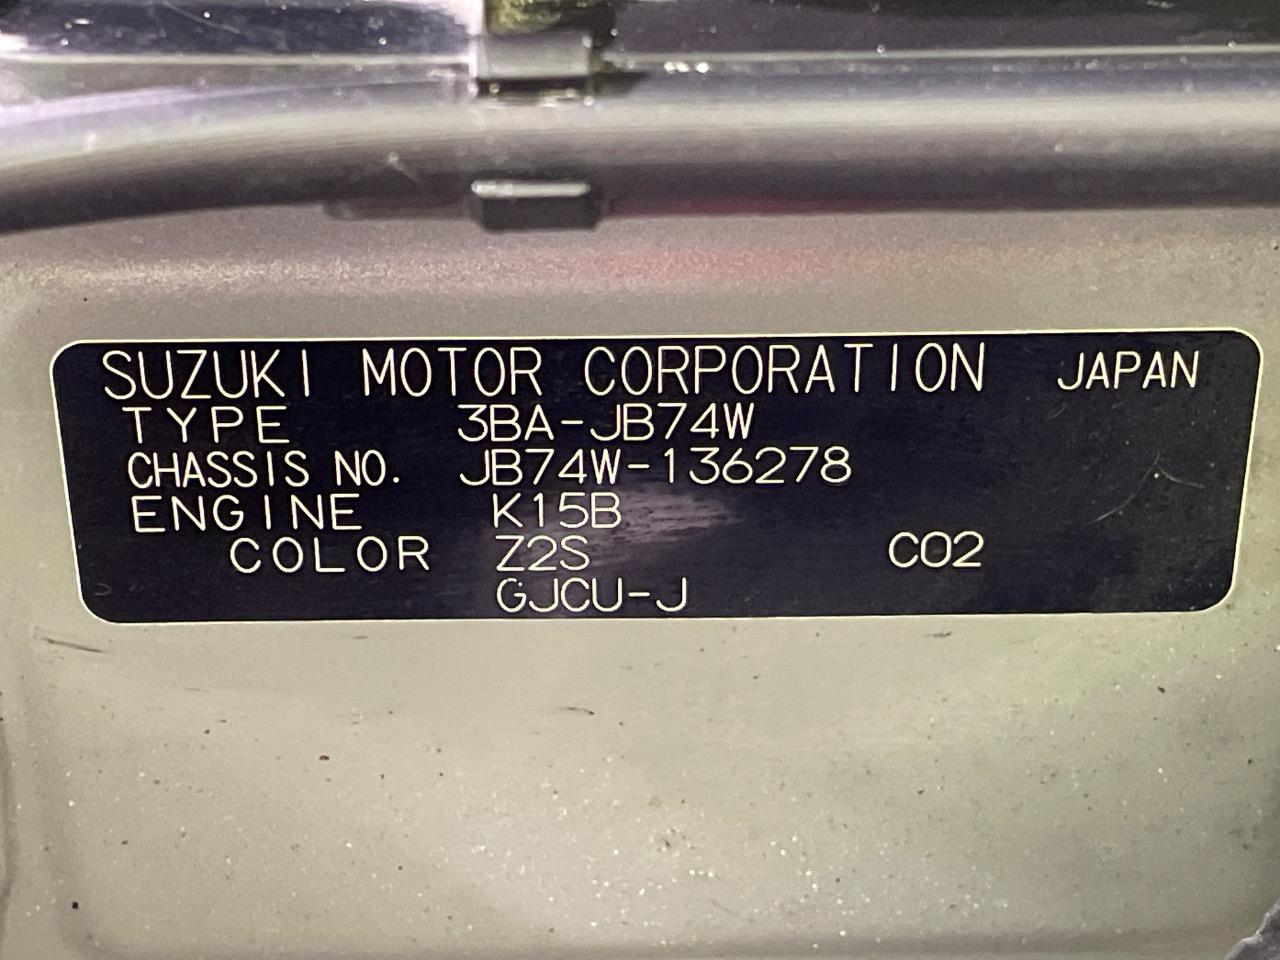 SUZUKI MOTOR CORPORATION JAPAN
TYPE 3BA-JB74W
CHASSIS NO. JB74W-136278
ENGINE K15B
COLOR Z2S C02
GJCU-J